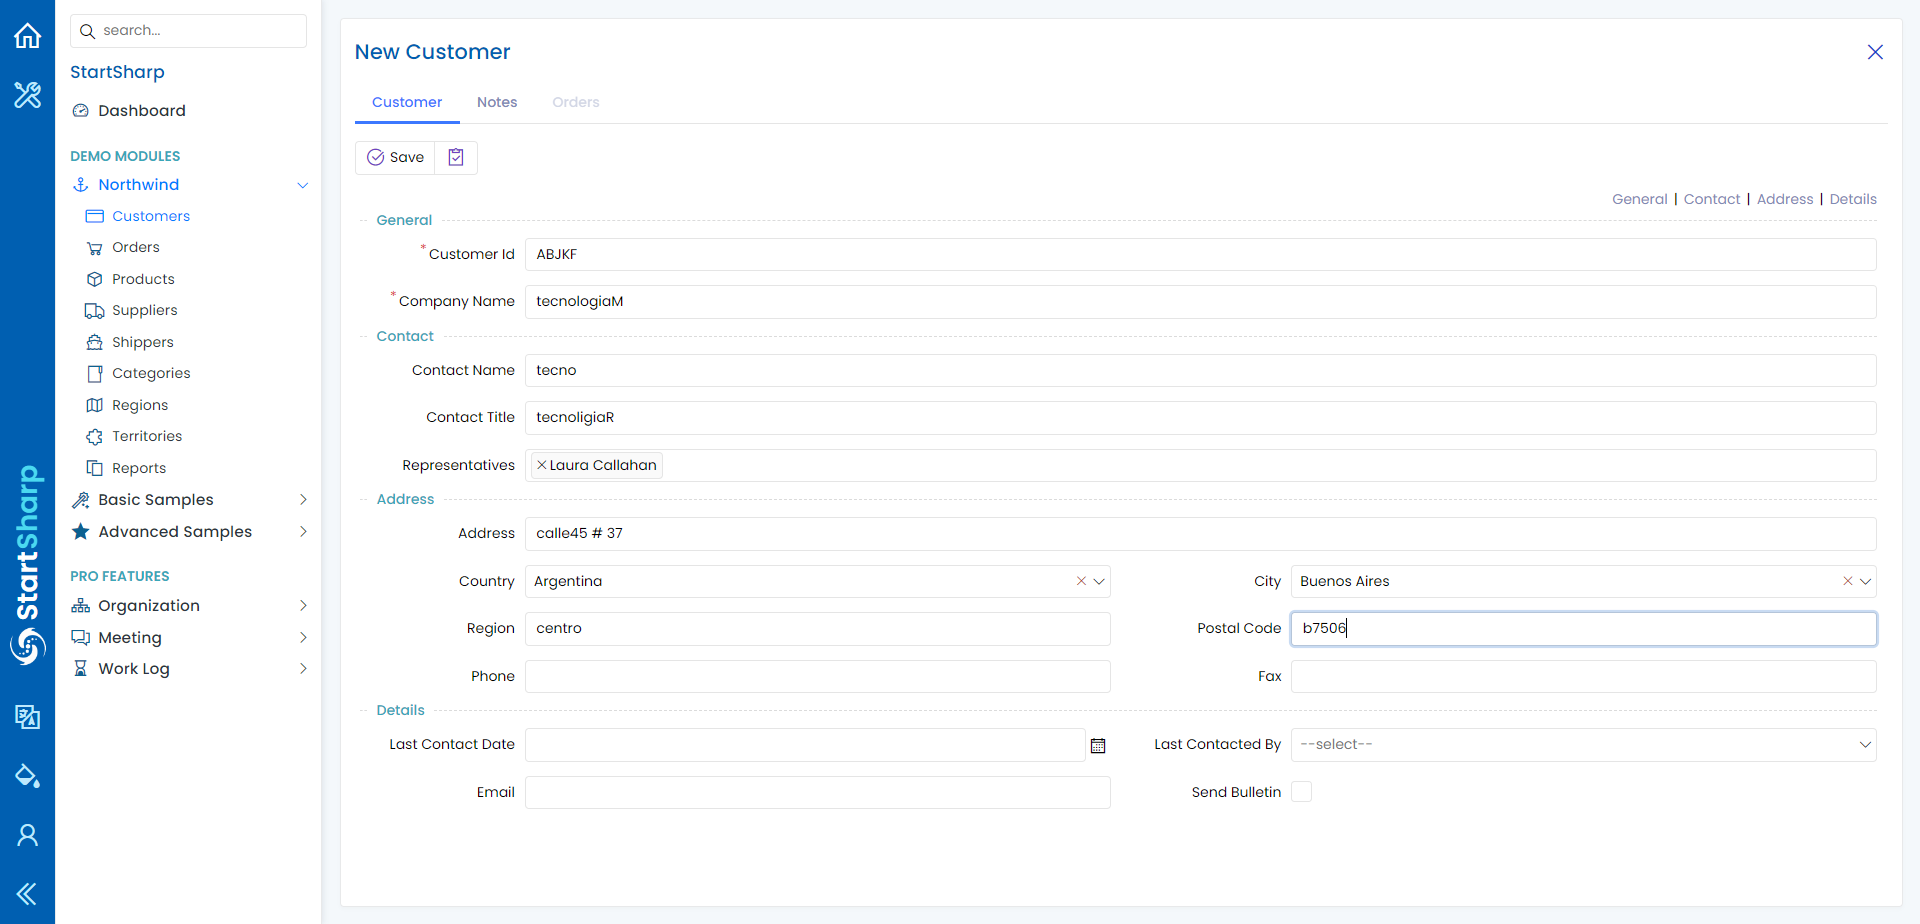 search...
StartSharp
Dashboard
DEMO MODULES
Northwind
Customers
Orders
Products
Suppliers
Shippers
Categories
Regions
Territories
Reports
Basic Samples
Advanced Samples
PRO FEATURES
Organization
Meeting
Work Log
StartSharp
New Customer
Customer Notes Orders
Save
General | Contact | Address | Details
General
* Customer Id ABJKF
* Company Name tecnologiaM
Contact
Contact Name tecno
Contact Title tecnoligiaR
Representatives Laura Callahan
Address
Address calle45 # 37
Country Argentina City Buenos Aires
Region centro Postal Code b7506
Phone Fax
Details
Last Contact Date Last Contacted By --select--
Email Send Bulletin